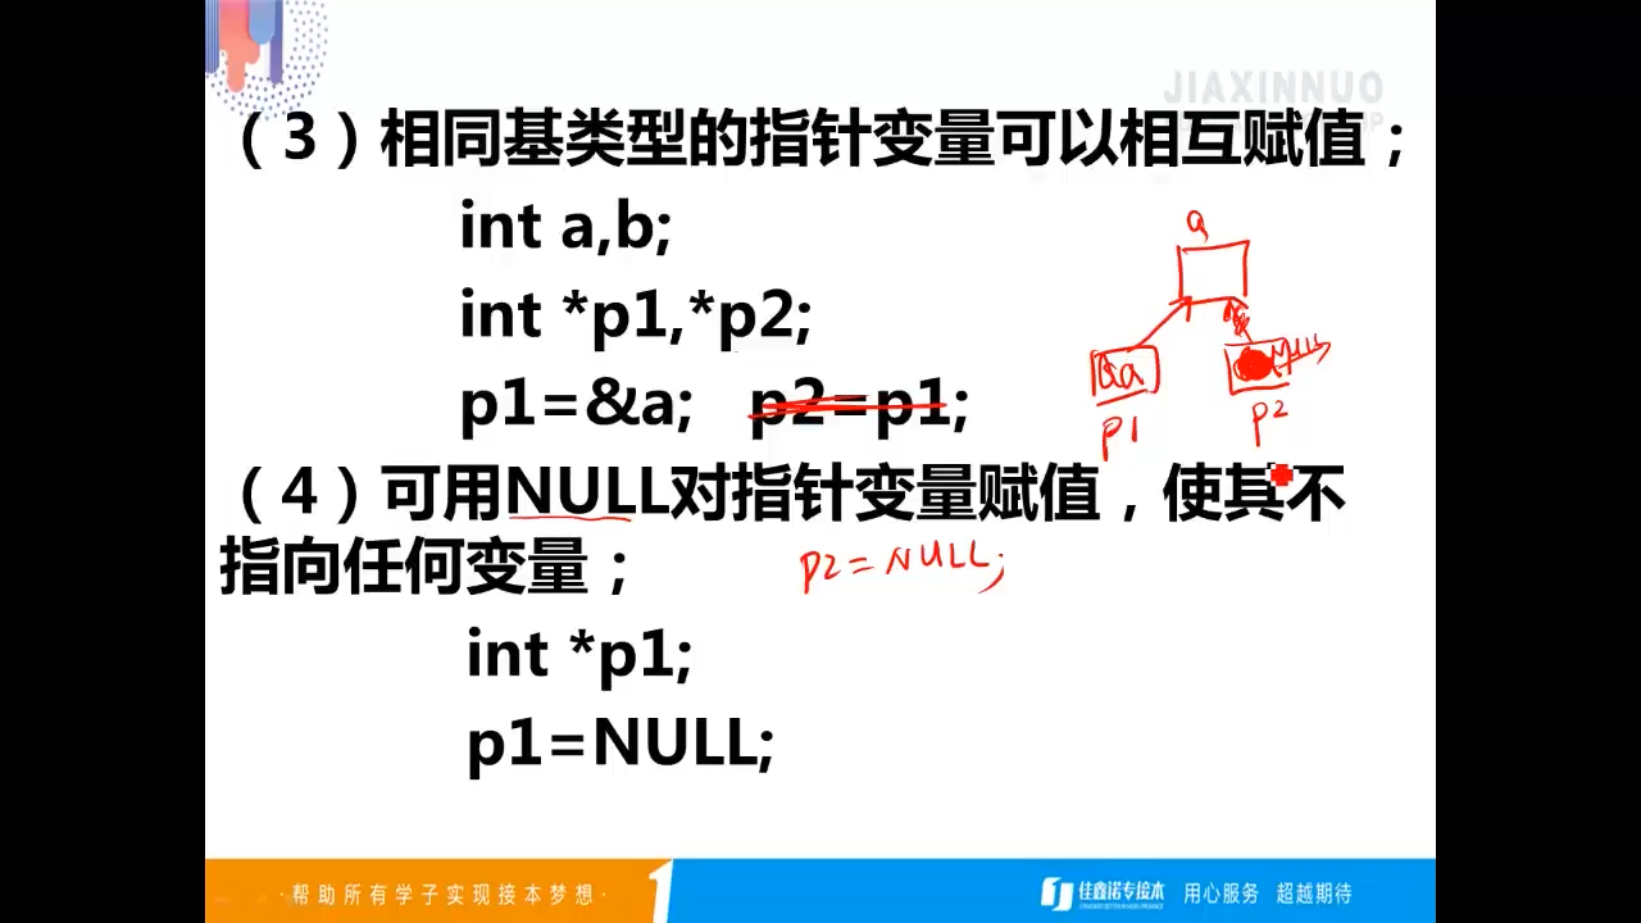 JIAXINNUO
（3）相同基类型的指针变量可以相互赋值；
int a,b;
a
int *p1,*p2;
p1=&a; p2=p1;
&a
NULL
p1
p2
（4）可用NULL对指针变量赋值，使其不
指向任何变量；
p2=NULL;
int *p1;
p1=NULL;
·帮助所有学子实现接本梦想·
佳鑫诺专接本
用心服务 超越期待